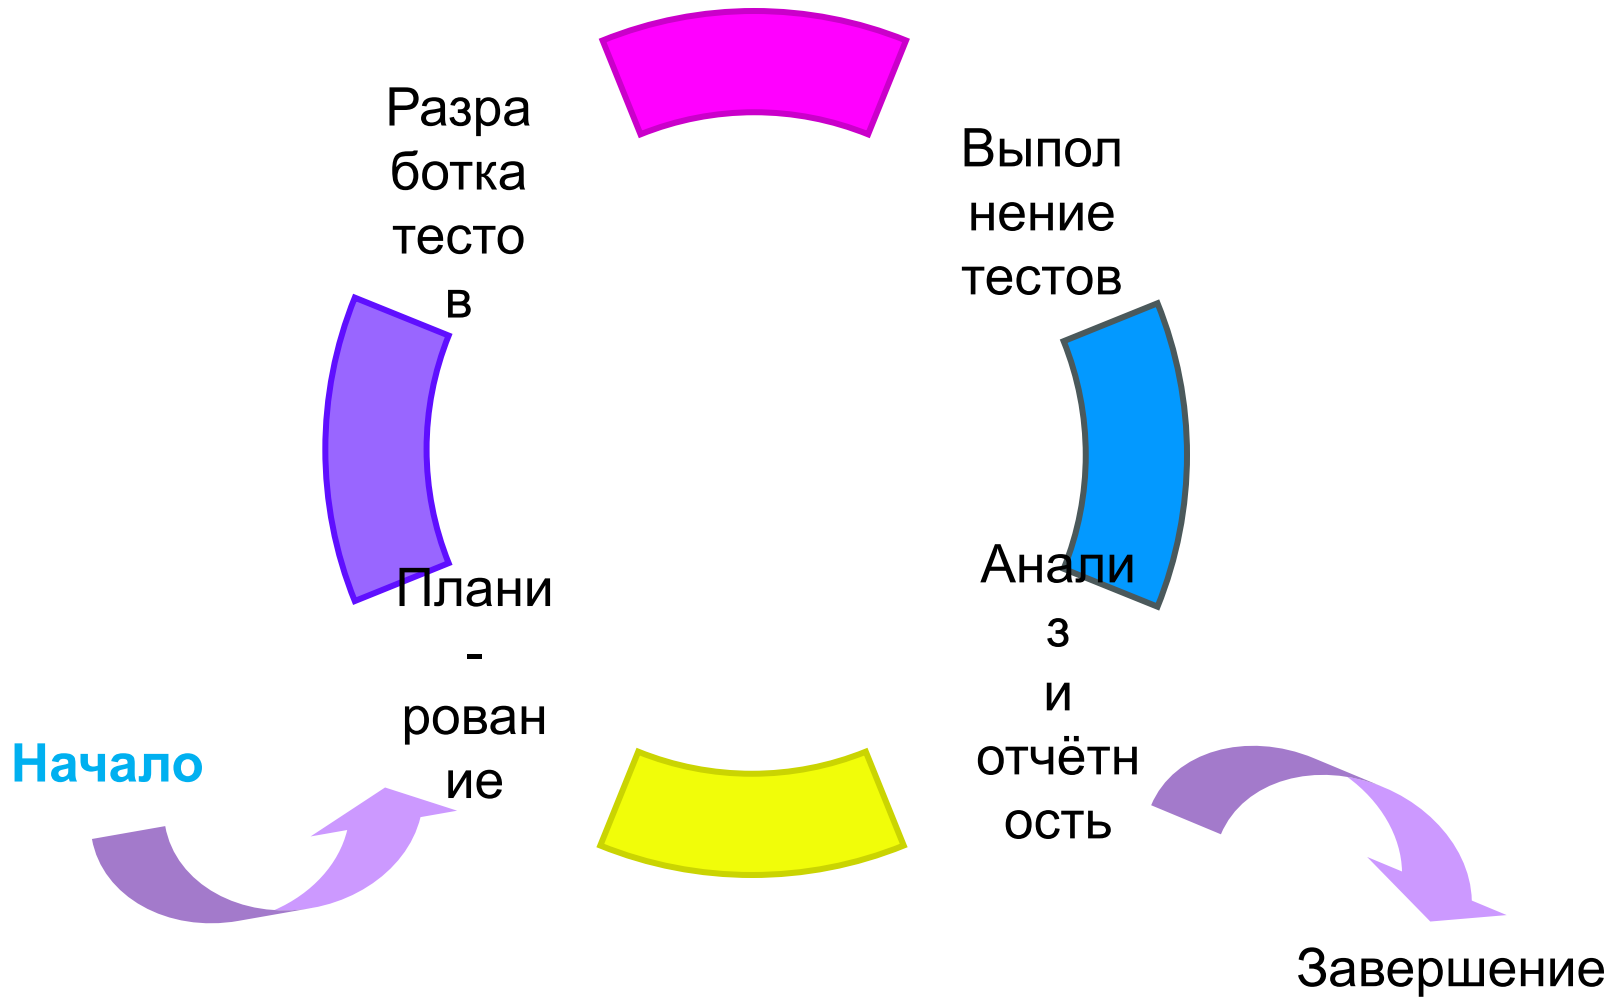 Разра
ботка
тесто
в
Выпол
нение
тестов
Плани
-
рован
ие
Анали
з
и
отчётн
ость
Начало
Завершение